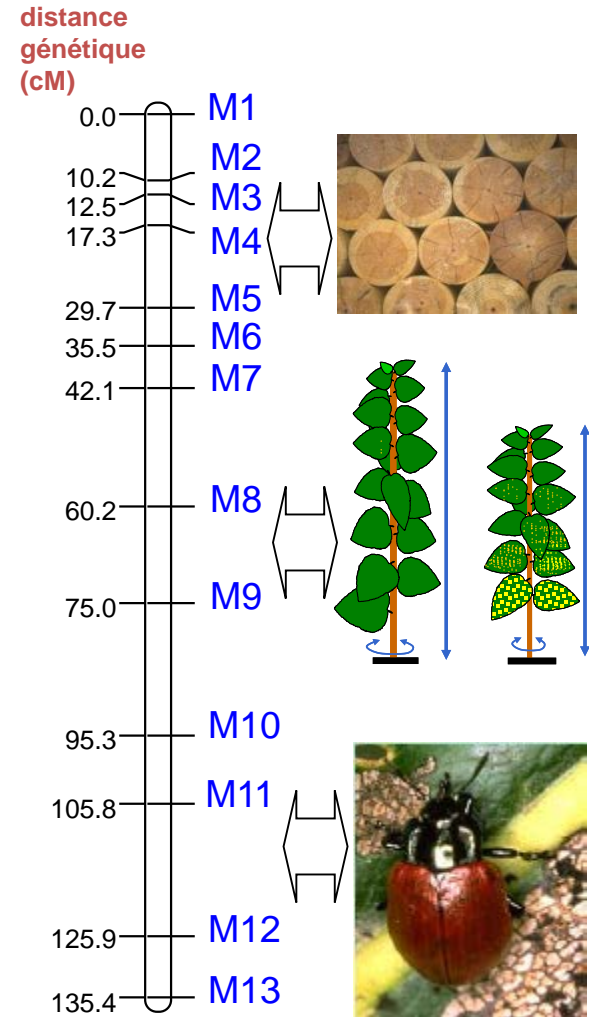 distance
génétique
(cM)
0.0 M1
10.2 M2
12.5 M3
17.3 M4
29.7 M5
35.5 M6
42.1 M7
60.2 M8
75.0 M9
95.3 M10
105.8 M11
125.9 M12
135.4 M13